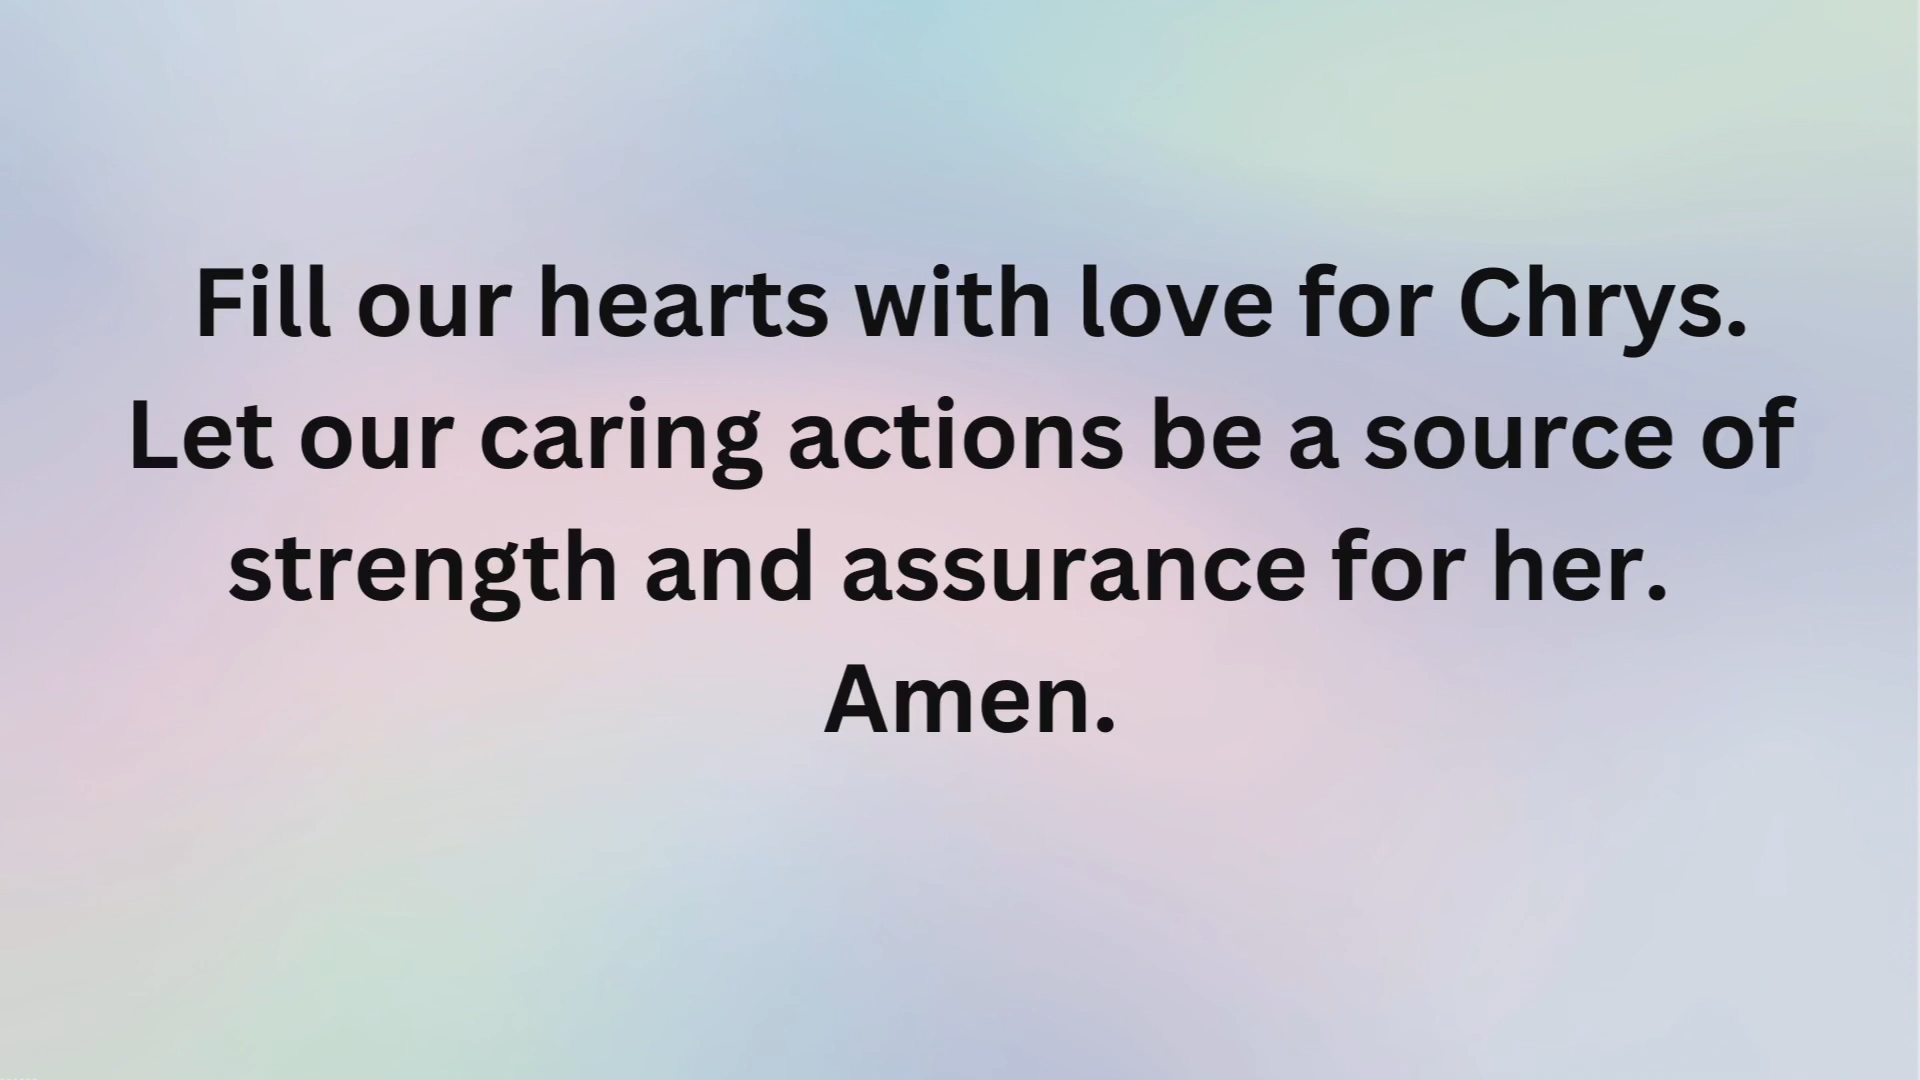 Fill our hearts with love for Chrys.
Let our caring actions be a source of
strength and assurance for her.
Amen.